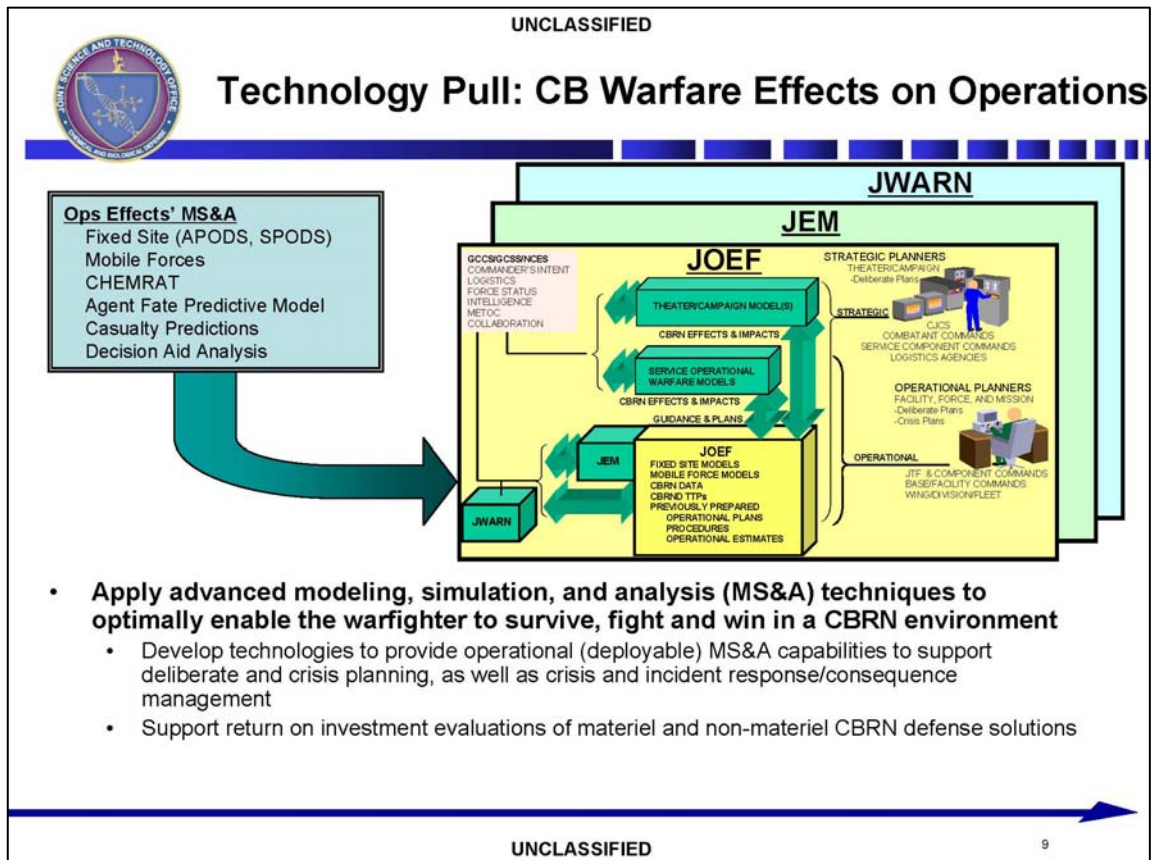 UNCLASSIFIED
JOINT SCIENCE AND TECHNOLOGY OFFICE
CHEMICAL AND BIOLOGICAL DEFENSE
Technology Pull: CB Warfare Effects on Operations
Ops Effects' MS&A
Fixed Site (APODS, SPODS)
Mobile Forces
CHEMRAT
Agent Fate Predictive Model
Casualty Predictions
Decision Aid Analysis
JWARN
JEM
JOEF
GCCS/GCSS/NCES
COMMANDER'S INTENT
LOGISTICS
FORCE STATUS
INTELLIGENCE
METOC
COLLABORATION
THEATER/CAMPAIGN MODEL(S)
CBRN EFFECTS & IMPACTS
SERVICE OPERATIONAL
WARFARE MODELS
CBRN EFFECTS & IMPACTS
GUIDANCE & PLANS
JEM
JWARN
JOEF
FIXED SITE MODELS
MOBILE FORCE MODELS
CBRN DATA
CBRND TTPs
PREVIOUSLY PREPARED
OPERATIONAL PLANS
PROCEDURES
OPERATIONAL ESTIMATES
STRATEGIC PLANNERS
THEATER/CAMPAIGN
-Deliberate Plans
STRATEGIC
CJCS
COMBATANT COMMANDS
SERVICE COMPONENT COMMANDS
LOGISTICS AGENCIES
OPERATIONAL PLANNERS
FACILITY, FORCE, AND MISSION
-Deliberate Plans
-Crisis Plans
OPERATIONAL
JTF & COMPONENT COMMANDS
BASE/FACILITY COMMANDS
WING/DIVISION/FLEET
• Apply advanced modeling, simulation, and analysis (MS&A) techniques to
optimally enable the warfighter to survive, fight and win in a CBRN environment
• Develop technologies to provide operational (deployable) MS&A capabilities to support
deliberate and crisis planning, as well as crisis and incident response/consequence
management
• Support return on investment evaluations of materiel and non-materiel CBRN defense solutions
UNCLASSIFIED
9